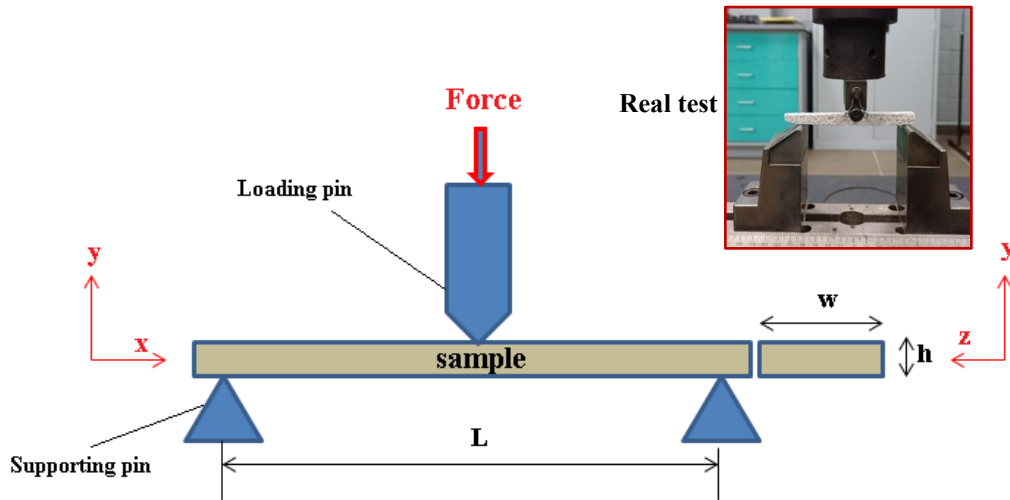 Real test
Force
Loading pin
y
x
sample
w
h
y
z
L
Supporting pin